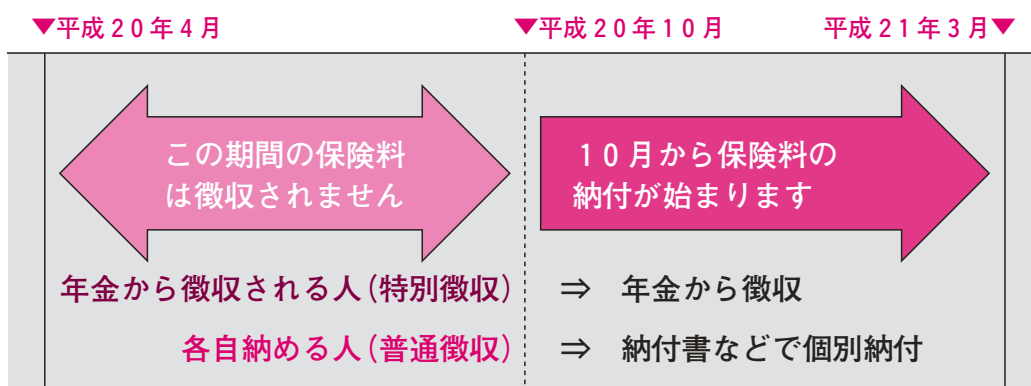 ▼平成20年4月 ▼平成20年10月 平成21年3月▼
この期間の保険料
は徴収されません
10月から保険料の
納付が始まります
年金から徴収される人(特別徴収) ⇒ 年金から徴収
各自納める人(普通徴収) ⇒ 納付書などで個別納付